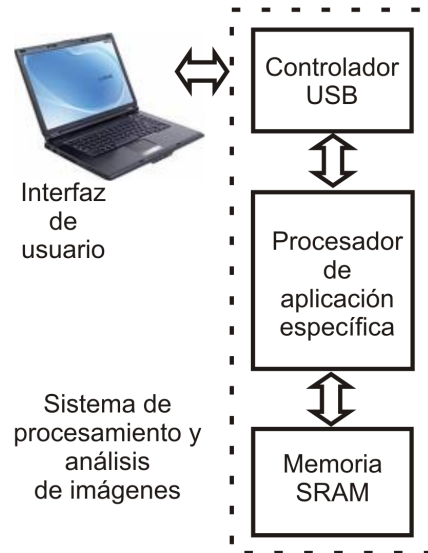 Controlador
USB
Interfaz
de
usuario
Procesador
de
aplicación
específica
Sistema de
procesamiento y
análisis
de imágenes
Memoria
SRAM